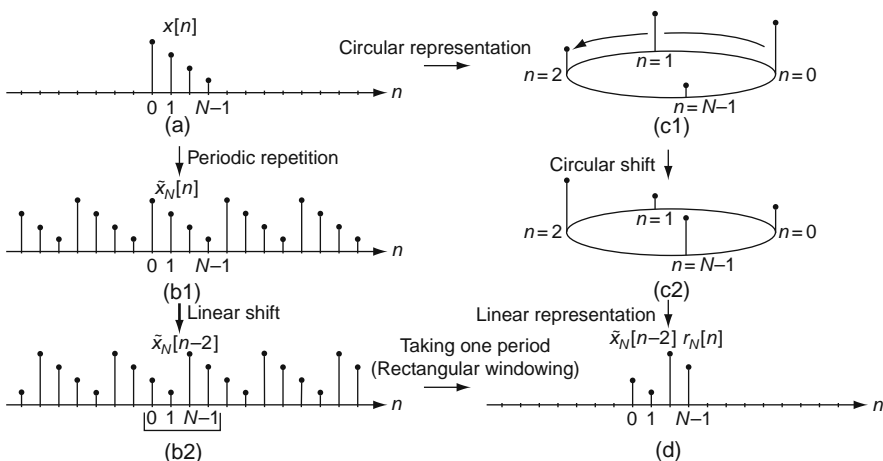 x[n]
n
0 1 N–1
(a)
Circular representation
n=2
n=1
n=0
n=N–1
(c1)
Periodic repetition
x̃N[n]
n
0 1 N–1
(b1)
Circular shift
n=2
n=1
n=0
n=N–1
(c2)
Linear shift
x̃N[n–2]
n
0 1 N–1
(b2)
Taking one period
(Rectangular windowing)
Linear representation
x̃N[n–2] rN[n]
n
0 1 N–1
(d)